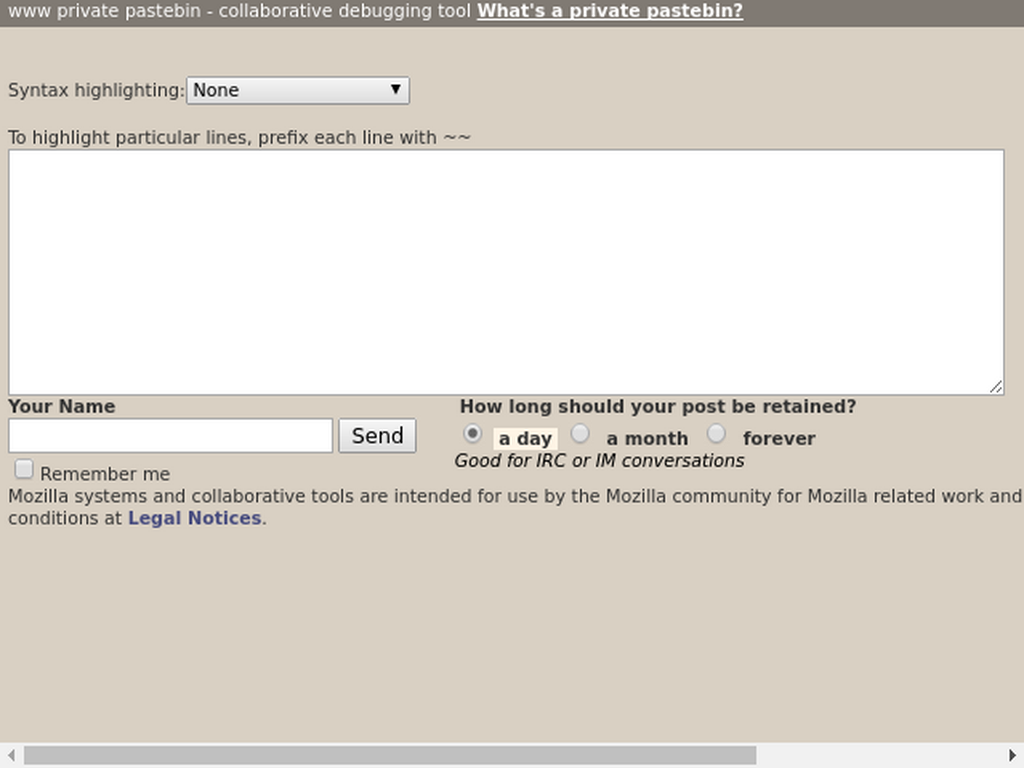 www private pastebin - collaborative debugging tool What's a private pastebin?
Syntax highlighting: None
To highlight particular lines, prefix each line with ~~
Your Name
How long should your post be retained?
Send
a day a month forever
Good for IRC or IM conversations
Remember me
Mozilla systems and collaborative tools are intended for use by the Mozilla community for Mozilla related work and
conditions at Legal Notices.